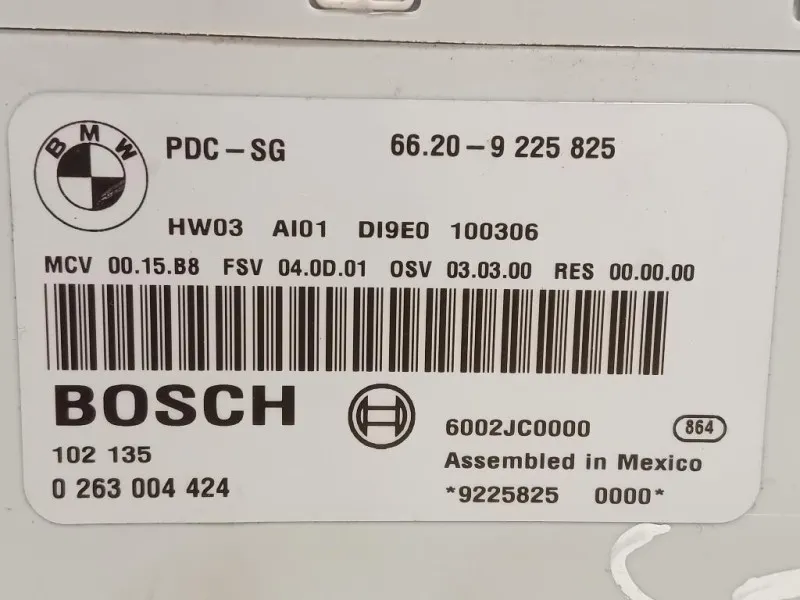 BMW
PDC-SG 66.20-9 225 825
HW03 AI01 DI9E0 100306
MCV 00.15.B8 FSV 04.0D.01 OSV 03.03.00 RES 00.00.00
BOSCH
6002JC0000 864
102 135
Assembled in Mexico
0 263 004 424
*9225825 0000*